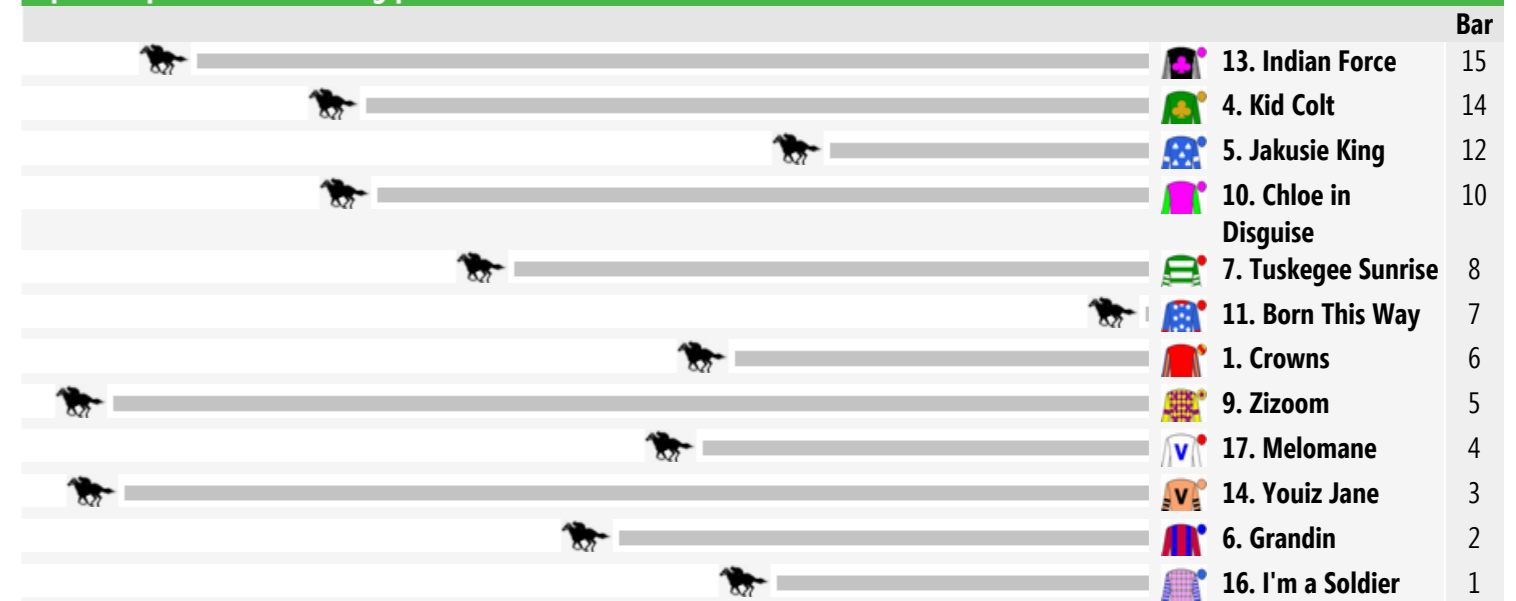 Bar
13. Indian Force 15
4. Kid Colt 14
5. Jakusie King 12
10. Chloe in 10
Disguise
7. Tuskegee Sunrise 8
11. Born This Way 7
1. Crowns 6
9. Zizoom 5
V 17. Melomane 4
V 14. Youiz Jane 3
6. Grandin 2
16. I'm a Soldier 1